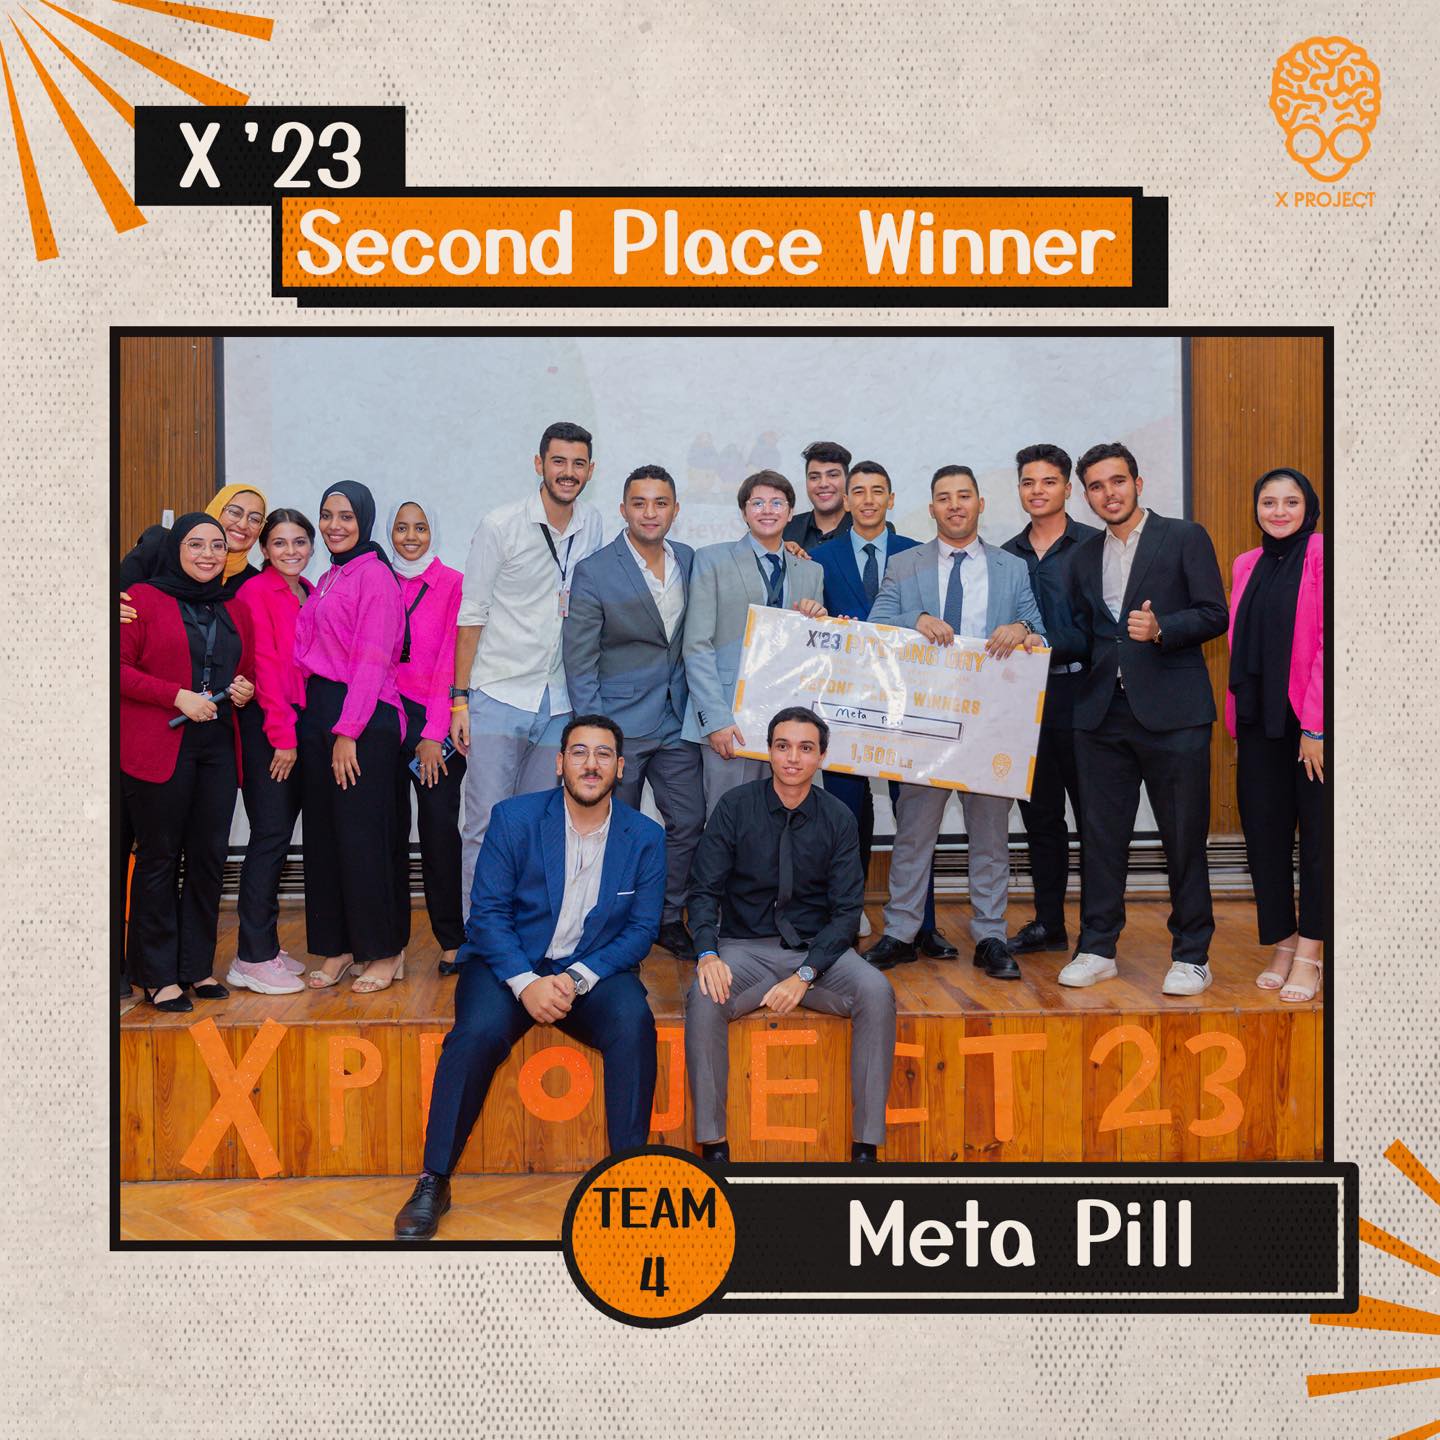 X '23
Second Place Winner
X PROJECT
X'23 PITCHING DAY
SECOND PLACE WINNERS
Meta Pill
1,500 L.E
X PROJECT 23
TEAM
4
Meta Pill